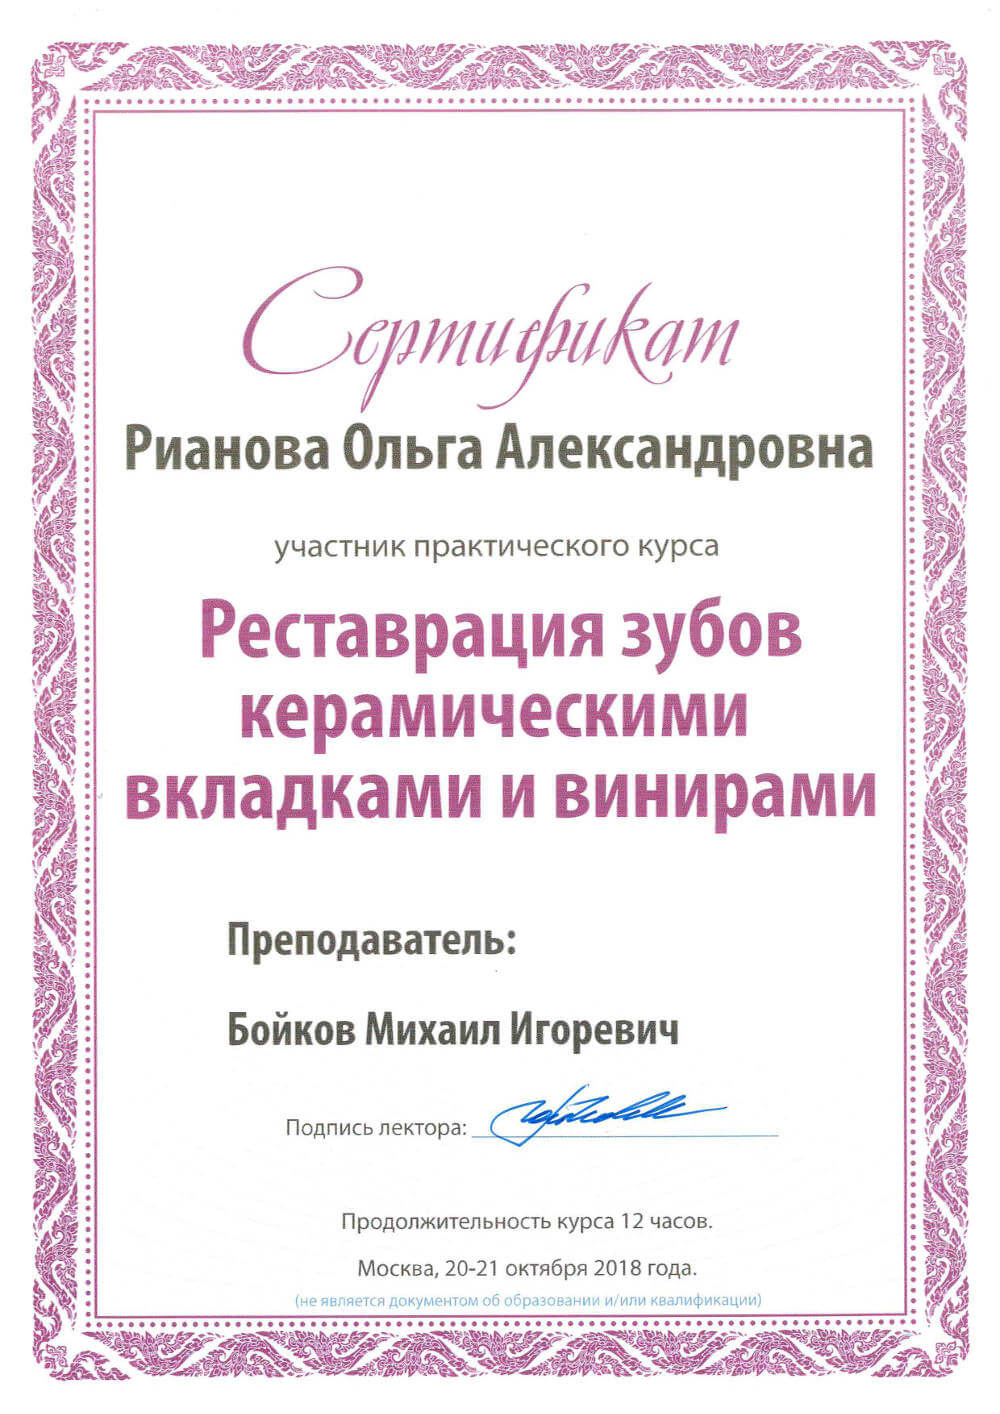 Сертификат
Рианова Ольга Александровна
участник практического курса
Реставрация зубов
керамическими
вкладками и винирами
Преподаватель:
Бойков Михаил Игоревич
Подпись лектора:
Продолжительность курса 12 часов.
Москва, 20-21 октября 2018 года.
(не является документом об образовании и/или квалификации)